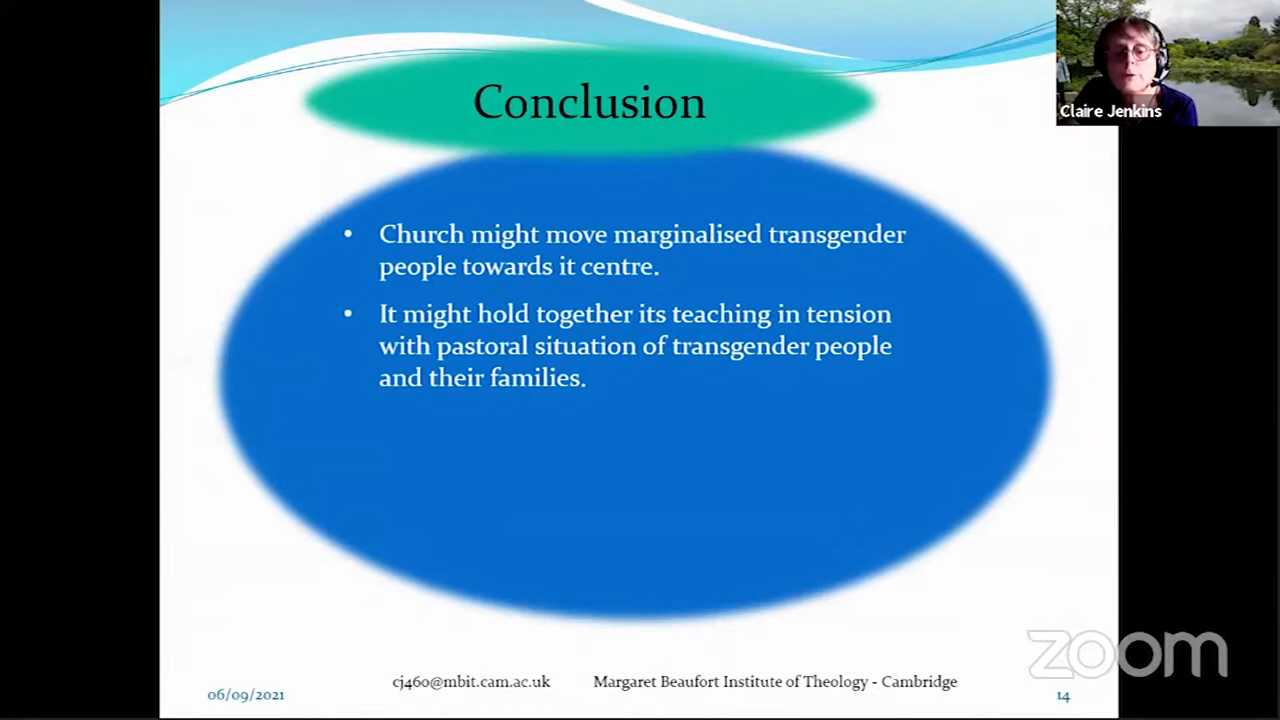 Conclusion
Claire Jenkins
• Church might move marginalised transgender
people towards it centre.
• It might hold together its teaching in tension
with pastoral situation of transgender people
and their families.
zoom
06/09/2021
cj460@mbit.cam.ac.uk
Margaret Beaufort Institute of Theology - Cambridge
14